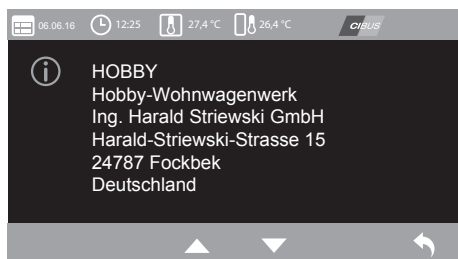 06.06.16 12:25 27,4 °C 26,4 °C CIBUS
HOBBY
Hobby-Wohnwagenwerk
Ing. Harald Striewski GmbH
Harald-Striewski-Strasse 15
24787 Fockbek
Deutschland